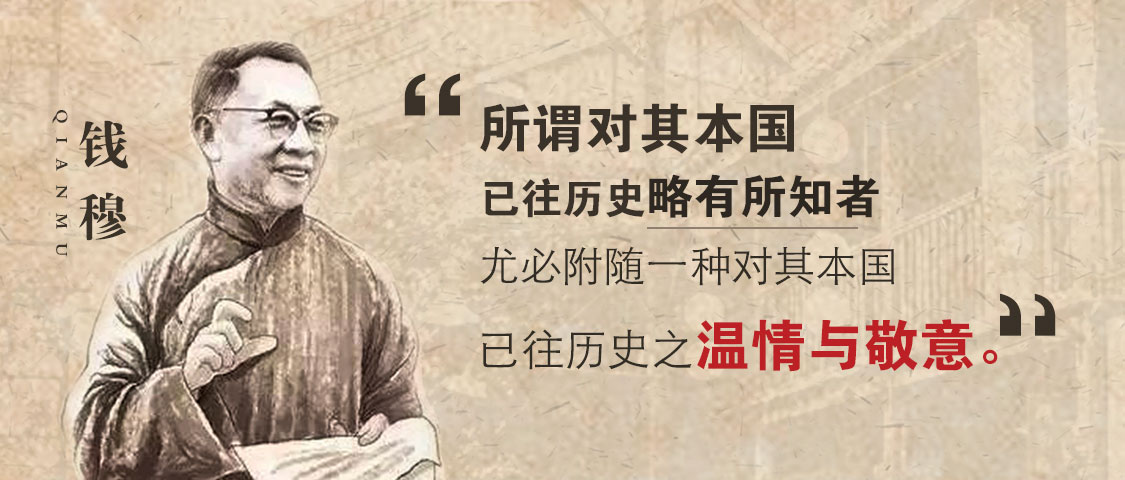 钱穆
QIANMU
“所谓对其本国
已往历史略有所知者
尤必附随一种对其本国
已往历史之温情与敬意。”